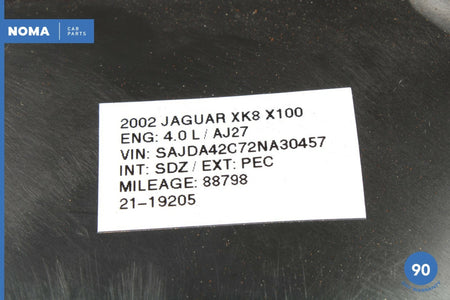 NOMA CAR PARTS
2002 JAGUAR XK8 X100
ENG: 4.0 L / AJ27
VIN: SAJDA42C72NA30457
INT: SDZ / EXT: PEC
MILEAGE: 88798
21-19205
90